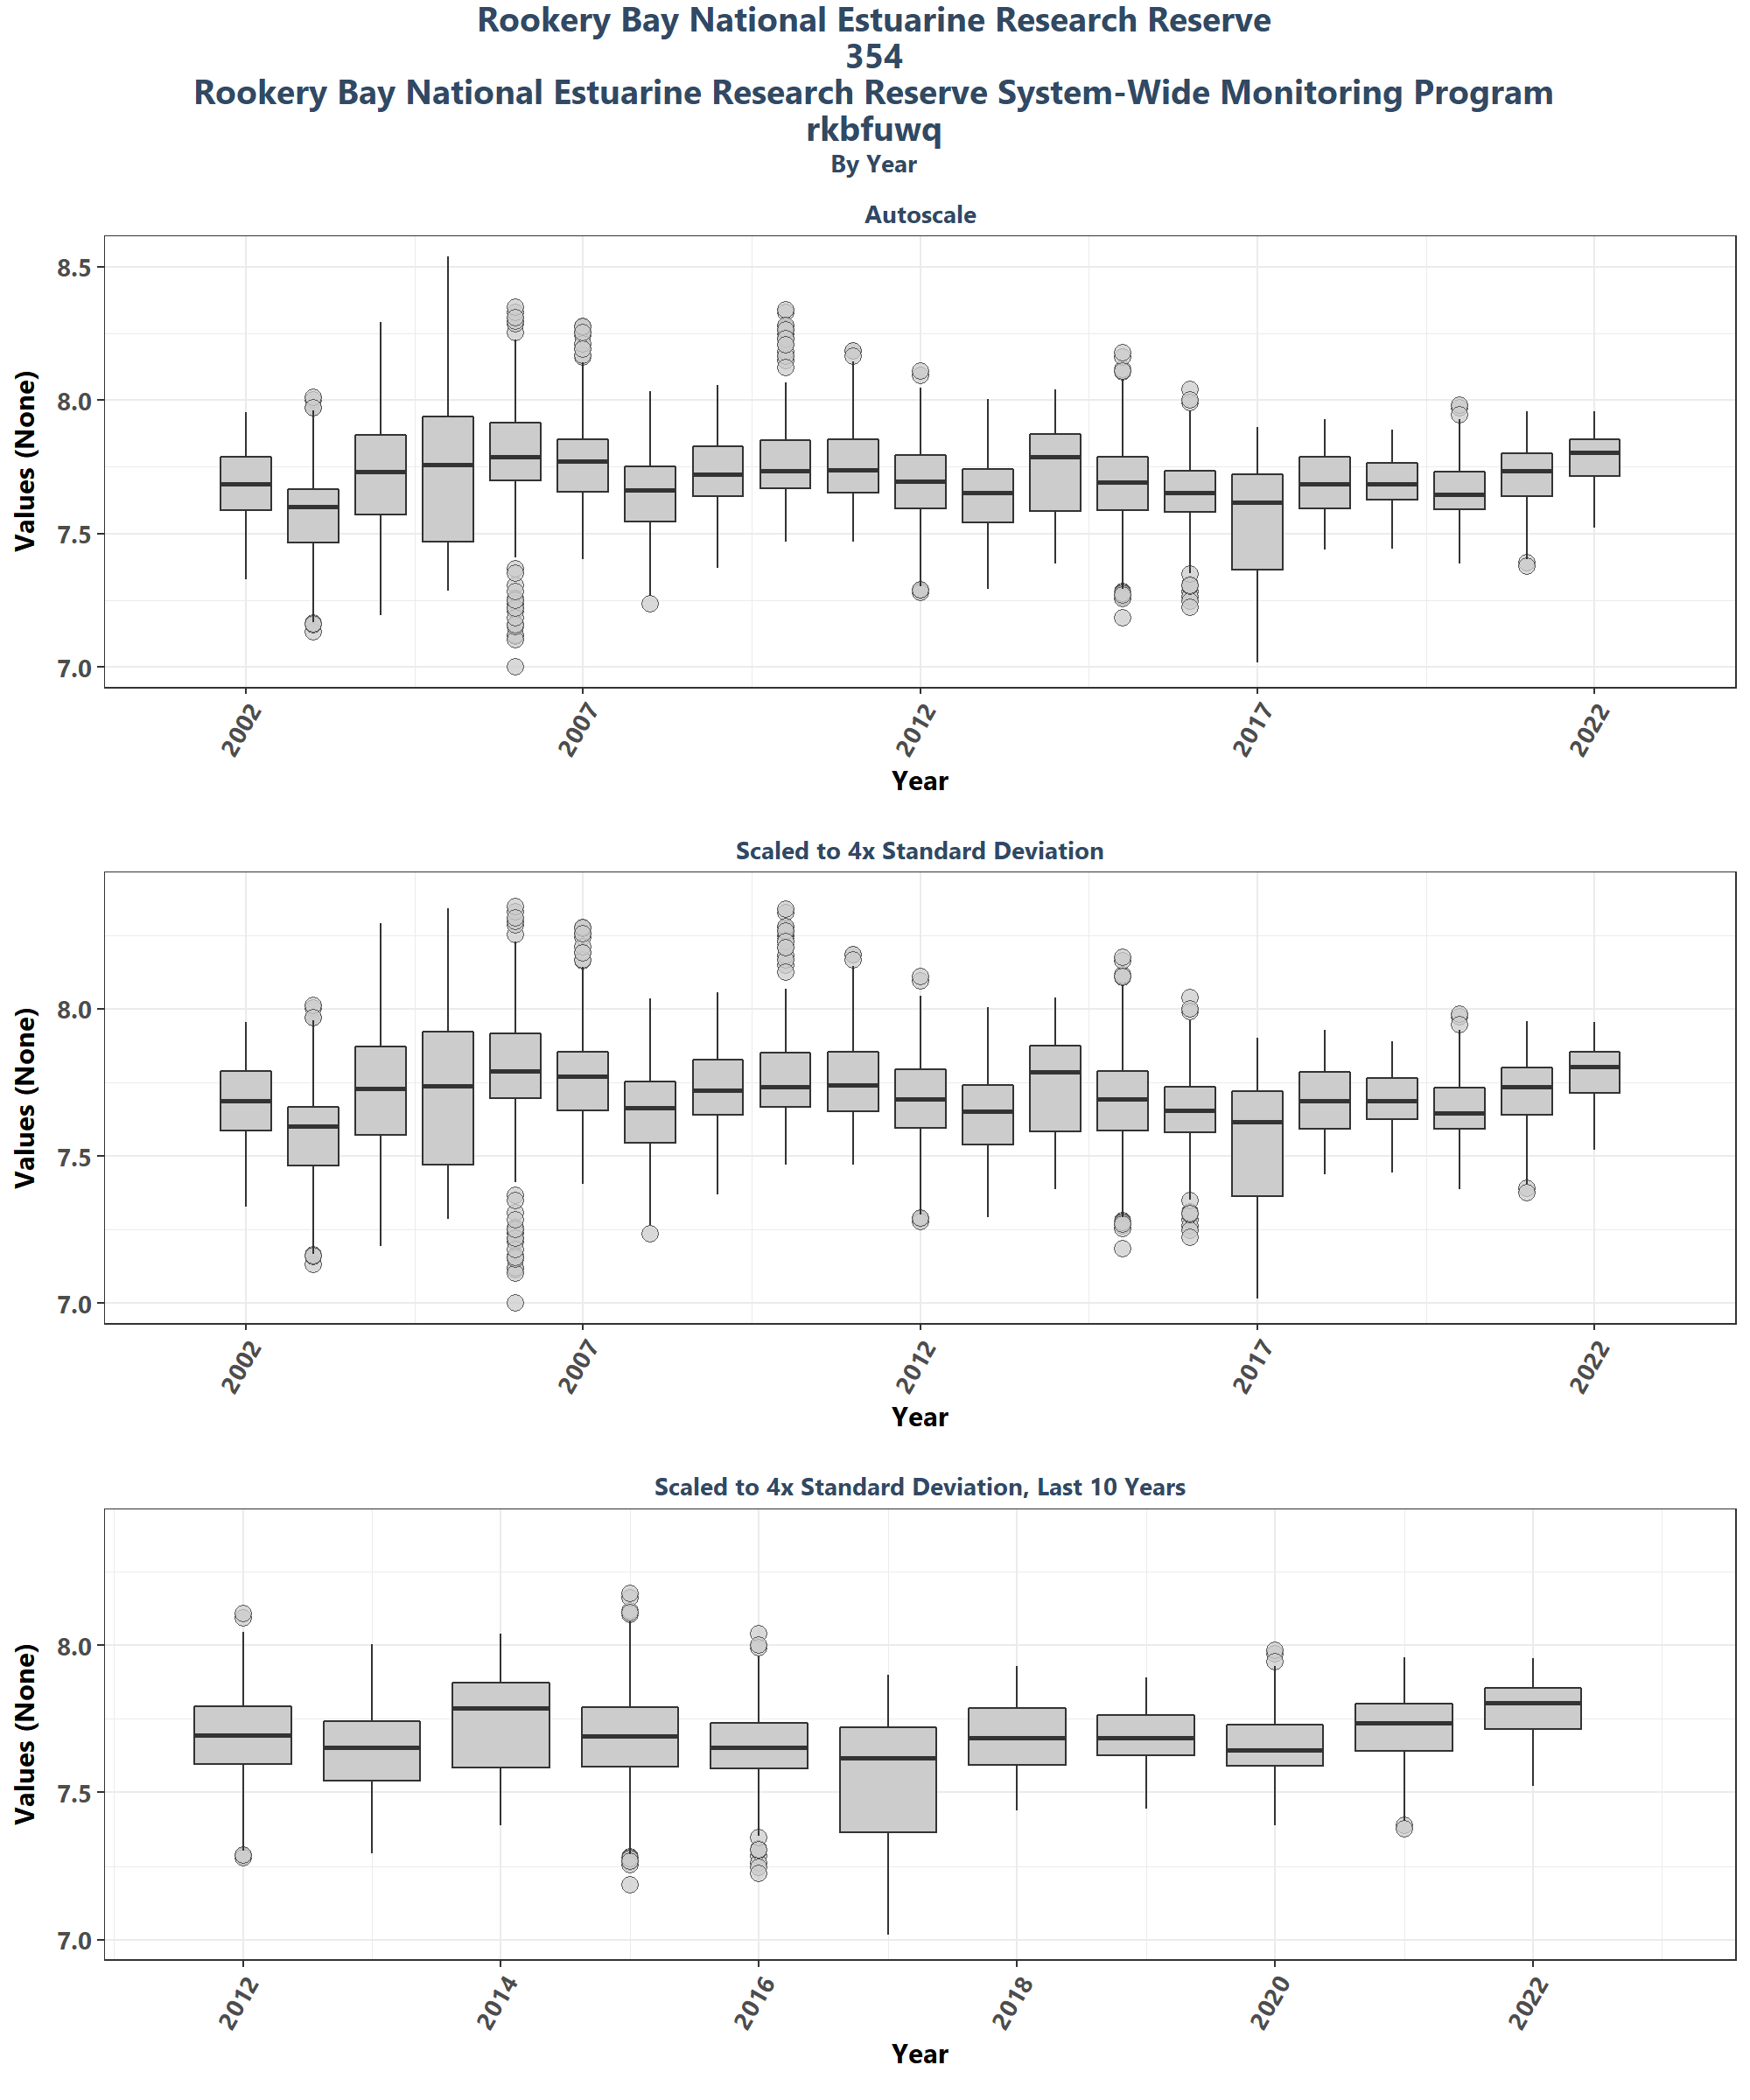 Rookery Bay National Estuarine Research Reserve
354
Rookery Bay National Estuarine Research Reserve System-Wide Monitoring Program
rkbfuwq
By Year
Autoscale
Values (None)
8.5
8.0
7.5
7.0
2002
2007
2012
2017
2022
Year
Scaled to 4x Standard Deviation
Values (None)
8.0
7.5
7.0
2002
2007
2012
2017
2022
Year
Scaled to 4x Standard Deviation, Last 10 Years
Values (None)
8.0
7.5
7.0
2012
2014
2016
2018
2020
2022
Year